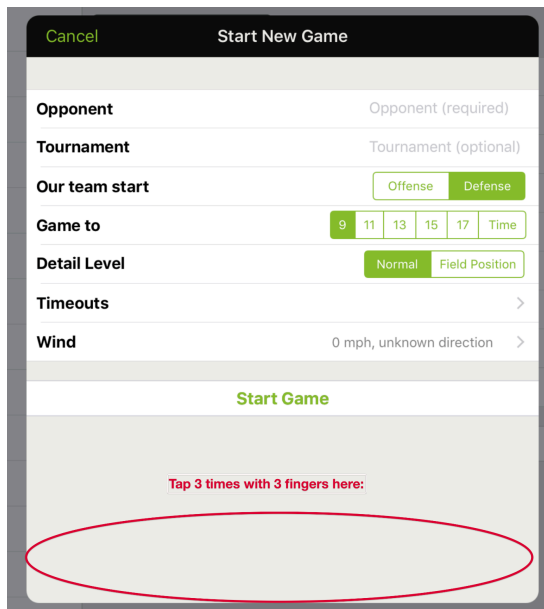 Cancel Start New Game
Opponent Opponent (required)
Tournament Tournament (optional)
Our team start Offense Defense
Game to 9 11 13 15 17 Time
Detail Level Normal Field Position
Timeouts
Wind 0 mph, unknown direction
Start Game
Tap 3 times with 3 fingers here: